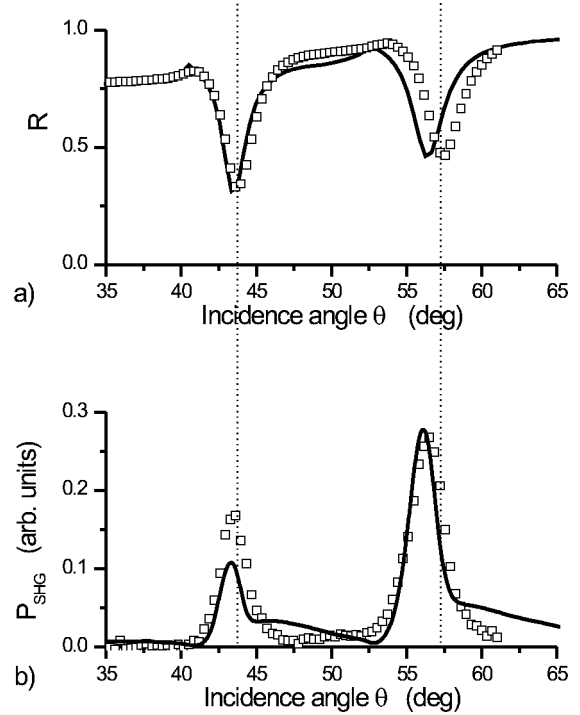 1.0
R
0.5
0.0
a)
35 40 45 50 55 60 65
Incidence angle θ (deg)
0.3
P_SHG (arb. units)
0.2
0.1
0.0
b)
35 40 45 50 55 60 65
Incidence angle θ (deg)